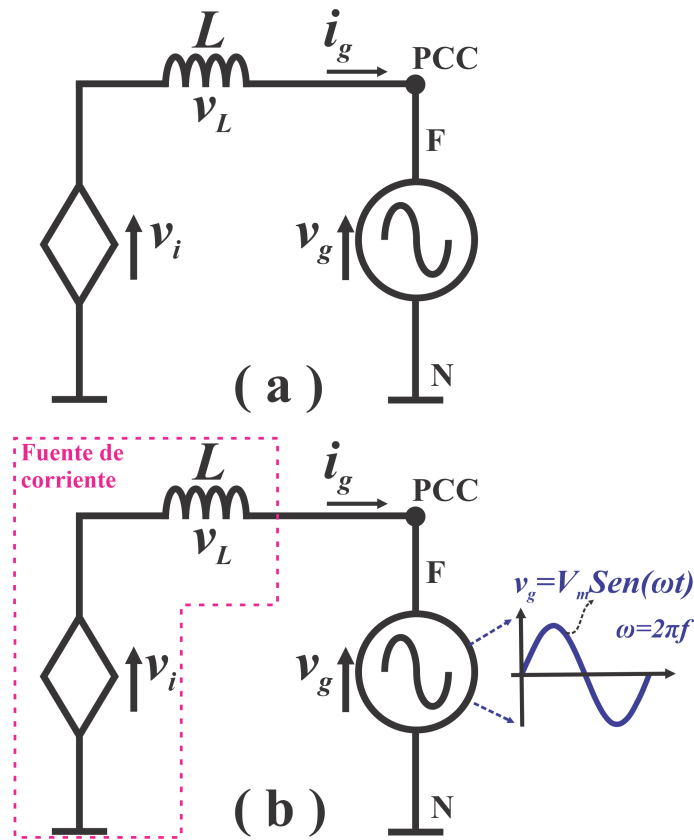 L
i_g
PCC
v_L
F
v_i
v_g
N
( a )
Fuente de
corriente
L
i_g
PCC
v_L
F
v_g=V_mSen(ωt)
ω=2πf
v_i
v_g
N
( b )